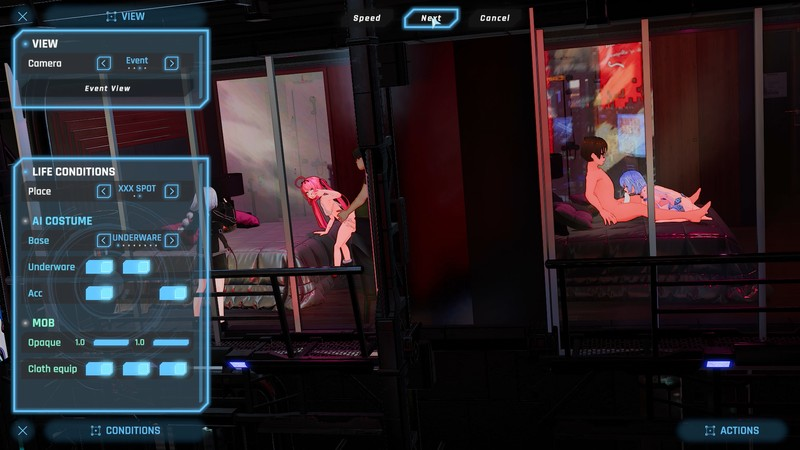 VIEW
Speed
Next
Cancel
VIEW
Camera
Event
Event View
LIFE CONDITIONS
Place
XXX SPOT
AI COSTUME
Base
UNDERWARE
Underware
Acc
MOB
Opaque 1.0 1.0
Cloth equip
CONDITIONS
ACTIONS